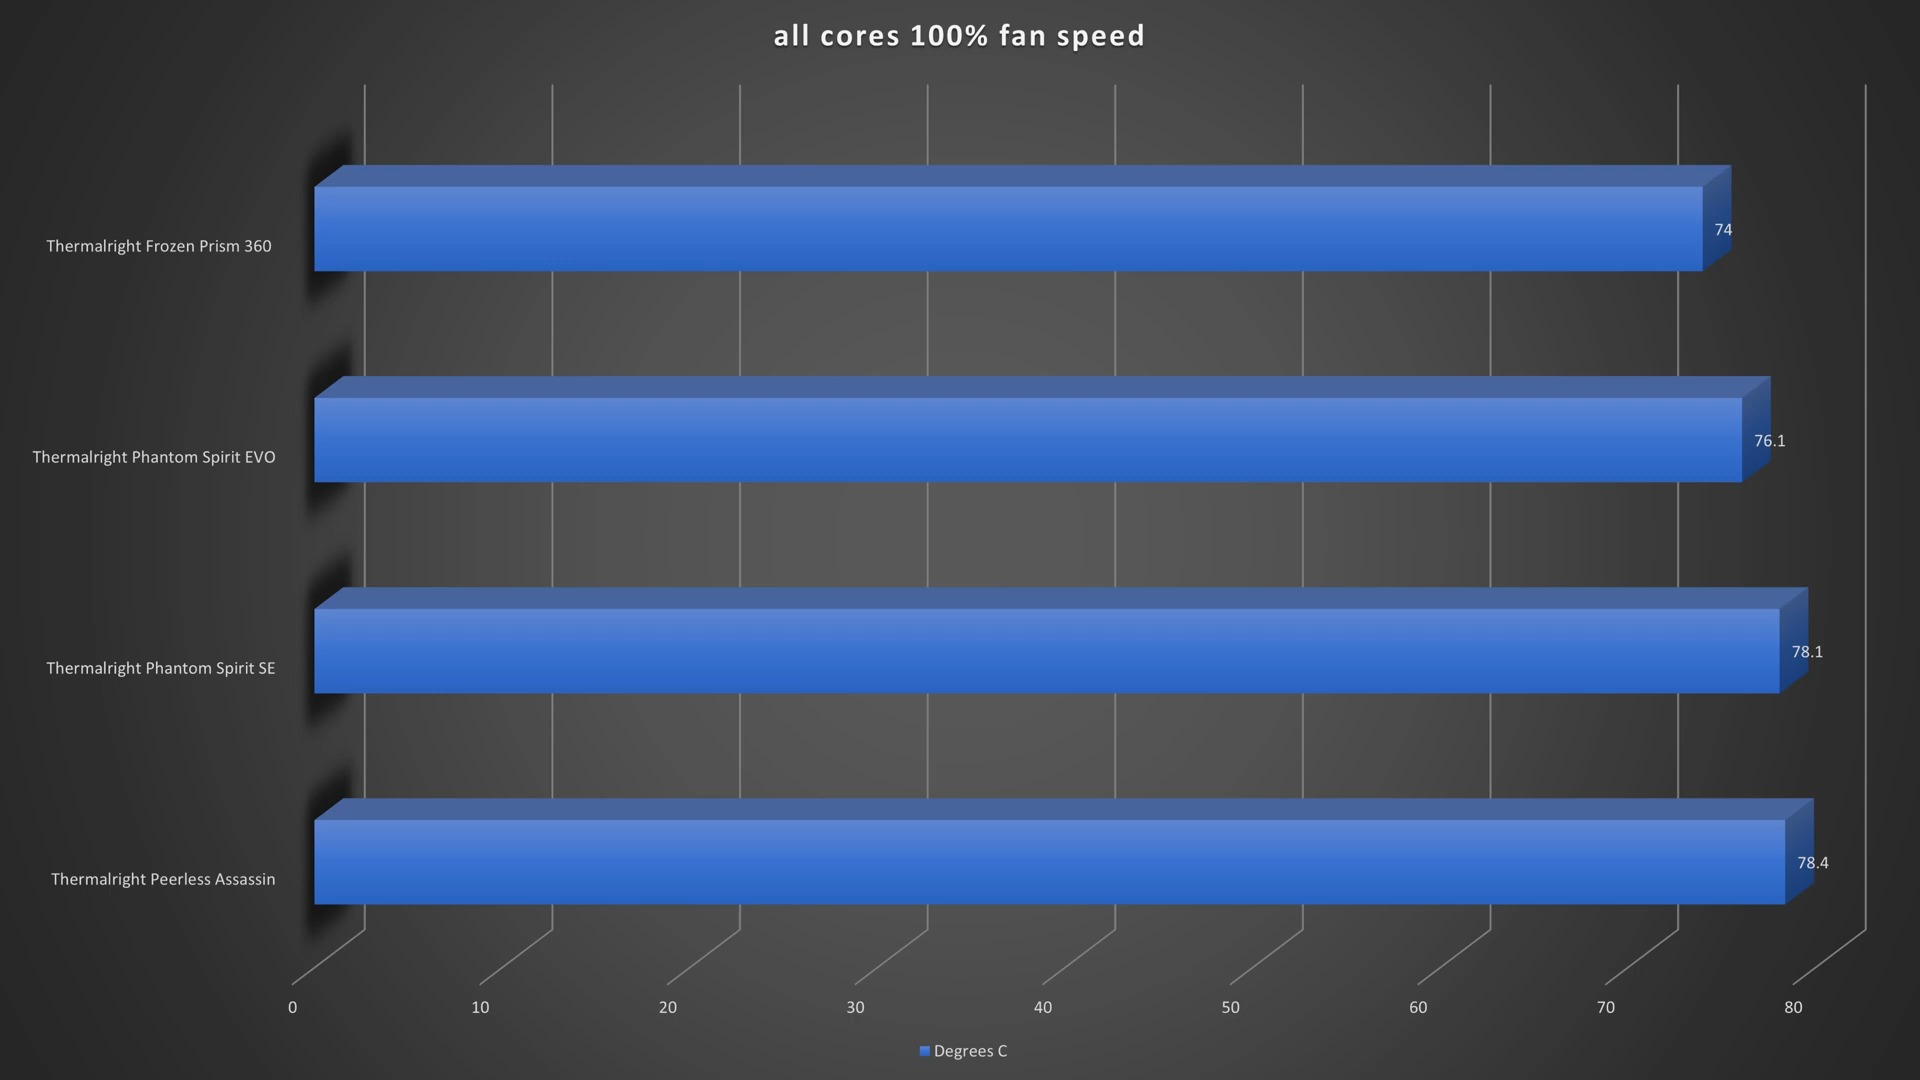 all cores 100% fan speed
Thermalright Frozen Prism 360
74
Thermalright Phantom Spirit EVO
76.1
Thermalright Phantom Spirit SE
78.1
Thermalright Peerless Assassin
78.4
0 10 20 30 40 50 60 70 80
Degrees C